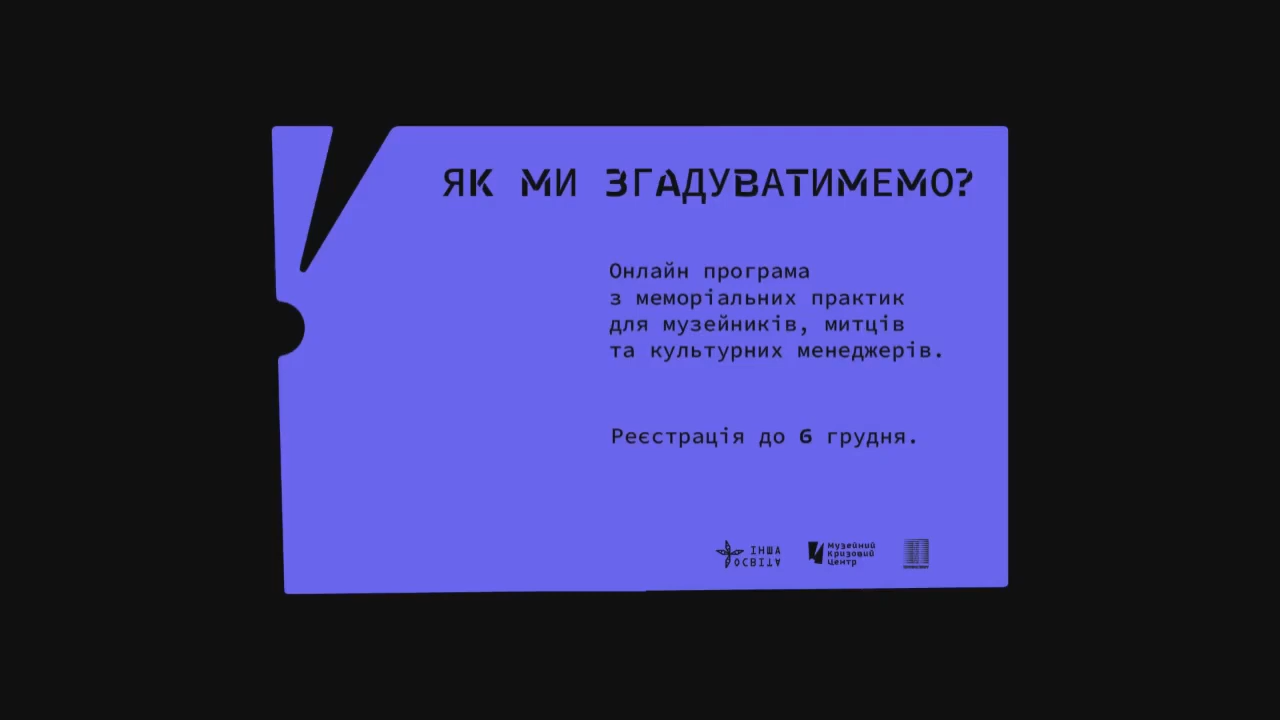 ЯК МИ ЗГАДУВАТИМЕМО?
Онлайн програма
з меморіальних практик
для музейників, митців
та культурних менеджерів.
Реєстрація до 6 грудня.
ІНША
ОСВІТА
Музейний
Кризовий
Центр